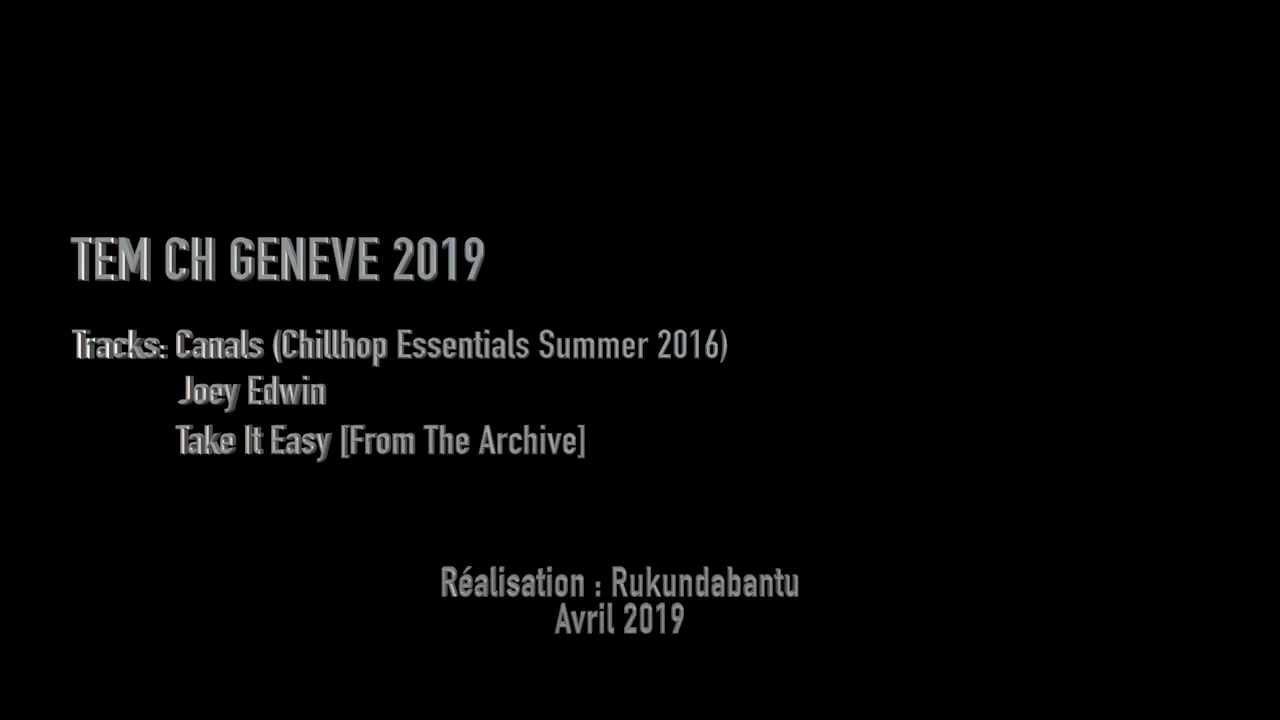 TEM CH GENEVE 2019
Tracks: Canals (Chillhop Essentials Summer 2016)
Joey Edwin
Take It Easy [From The Archive]
Réalisation : Rukundabantu
Avril 2019